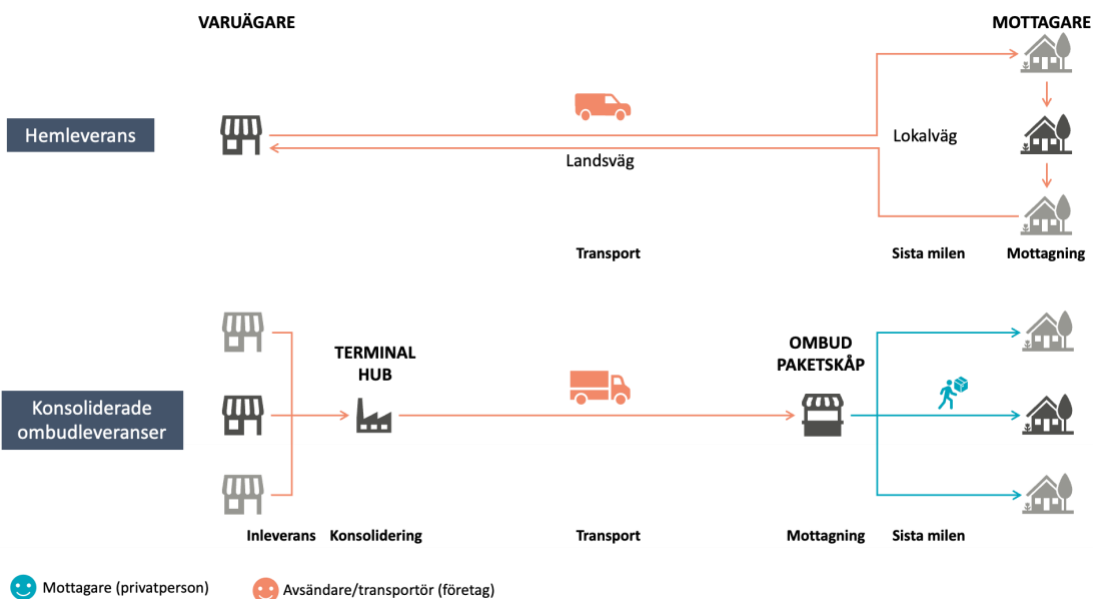 VARUÄGARE
MOTTAGARE
Hemleverans
Lokalväg
Landsväg
Transport
Sista milen
Mottagning
TERMINAL
HUB
OMBUD
PAKETSKÅP
Konsoliderade
ombudleveranser
Inleverans
Konsolidering
Transport
Mottagning
Sista milen
Mottagare (privatperson)
Avsändare/transportör (företag)